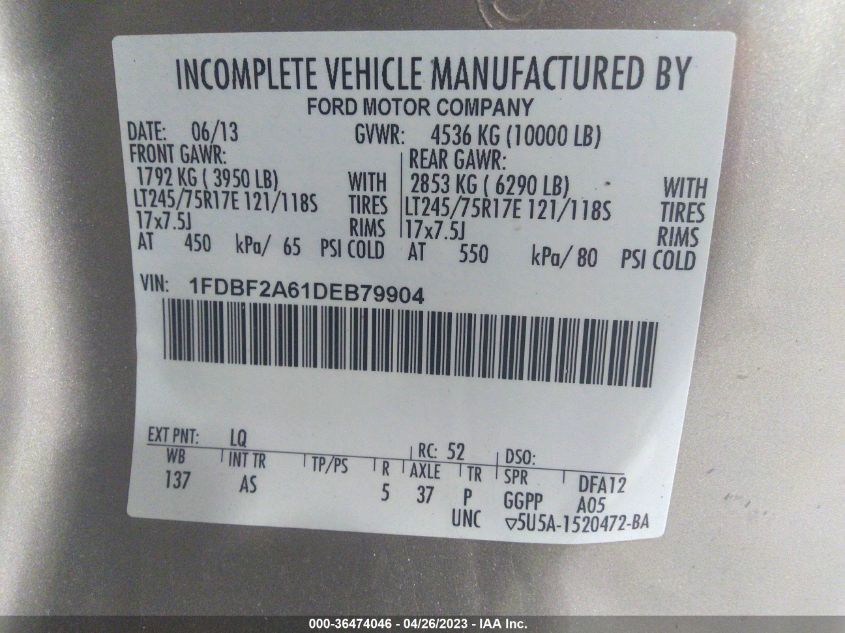 INCOMPLETE VEHICLE MANUFACTURED BY
FORD MOTOR COMPANY
DATE: 06/13 GVWR: 4536 KG (10000 LB)
FRONT GAWR: REAR GAWR:
1792 KG ( 3950 LB) WITH 2853 KG ( 6290 LB) WITH
LT245/75R17E 121/118S TIRES LT245/75R17E 121/118S TIRES
17x7.5J RIMS 17x7.5J RIMS
AT 450 kPa/ 65 PSI COLD AT 550 kPa/ 80 PSI COLD
VIN: 1FDBF2A61DEB79904
EXT PNT: LQ RC: 52 DSO:
WB INT TR TP/PS R AXLE TR SPR DFA12
137 AS 5 37 P GGPP A05
UNC ▽5U5A-1520472-BA
000-36474046 / 04/26/2023 - IAA Inc.